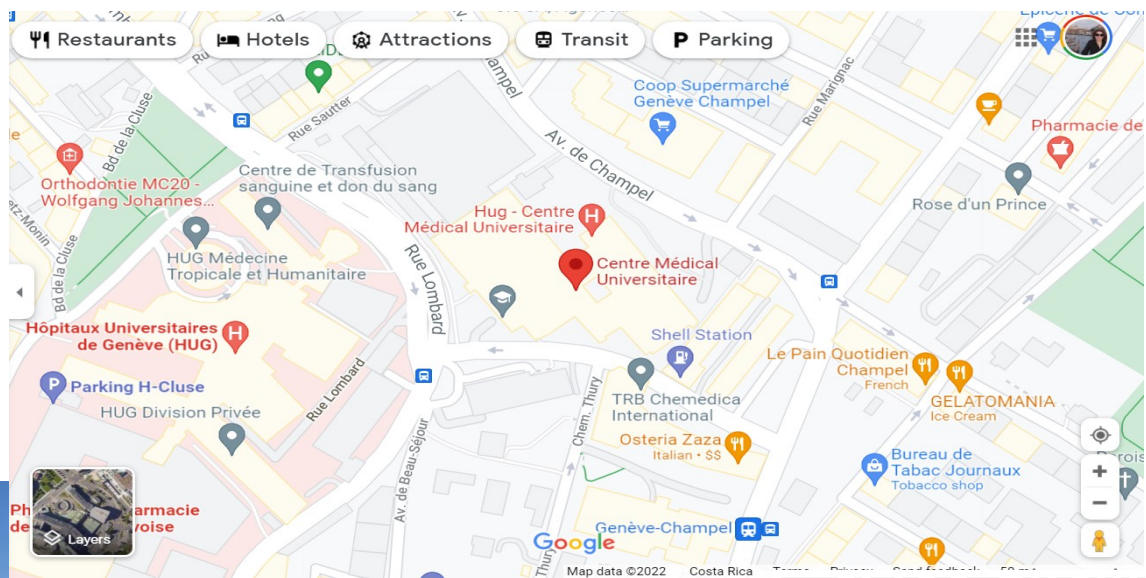 Restaurants
Hotels
Attractions
Transit
P Parking
Rue Sautter
Bd de la Cluse
Av. de Champel
Coop Supermarché
Genève Champel
Rue Marignac
Pharmacie de
Orthodontie MC20 -
Wolfgang Johannes...
Centre de Transfusion
sanguine et don du sang
Rose d'un Prince
Hug - Centre
Médical Universitaire
HUG Médecine
Tropicale et Humanitaire
Bd de la Cluse
Rue Lombard
Centre Médical
Universitaire
Hôpitaux Universitaires
de Genève (HUG)
Shell Station
Le Pain Quotidien
Champel
French
P Parking H-Cluse
Rue Lombard
HUG Division Privée
TRB Chemedica
International
GELATOMANIA
Ice Cream
Chem. Thury
Osteria Zaza
Italian • $$
Av. de Beau-Séjour
Bureau de
Tabac Journaux
Tobacco shop
Layers
Genève-Champel
Google
Thury
Map data ©2022 Costa Rica